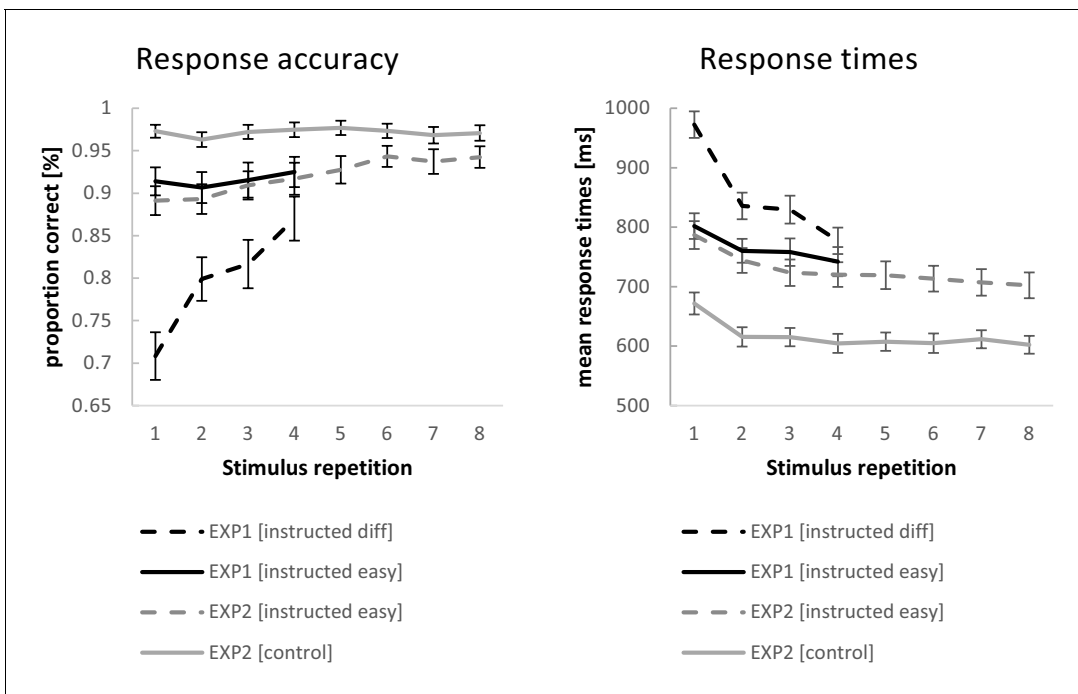 Response accuracy
proportion correct [%]
1
0.95
0.9
0.85
0.8
0.75
0.7
0.65
1 2 3 4 5 6 7 8
Stimulus repetition
EXP1 [instructed diff]
EXP1 [instructed easy]
EXP2 [instructed easy]
EXP2 [control]
Response times
mean response times [ms]
1000
900
800
700
600
500
1 2 3 4 5 6 7 8
Stimulus repetition
EXP1 [instructed diff]
EXP1 [instructed easy]
EXP2 [instructed easy]
EXP2 [control]